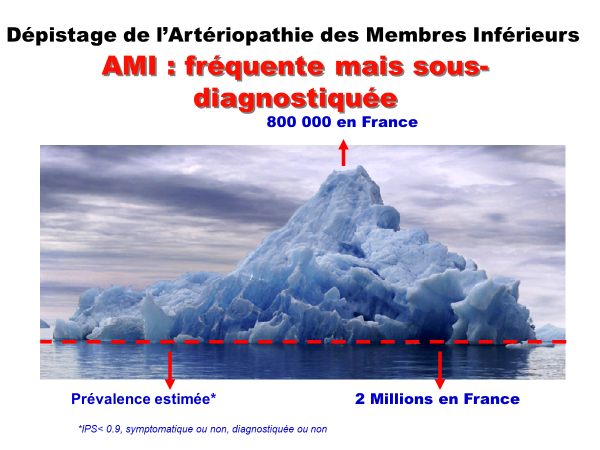 Dépistage de l’Artériopathie des Membres Inférieurs
AMI : fréquente mais sous-
diagnostiquée
800 000 en France
Prévalence estimée*
2 Millions en France
*IPS< 0.9, symptomatique ou non, diagnostiquée ou non